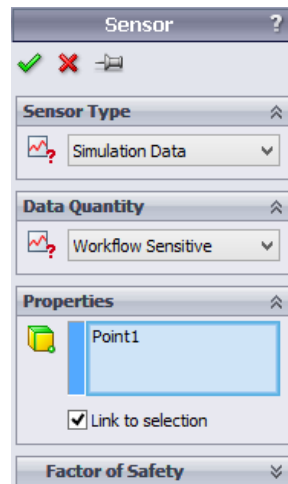 Sensor ?
Sensor Type
Simulation Data
Data Quantity
Workflow Sensitive
Properties
Point1
Link to selection
Factor of Safety